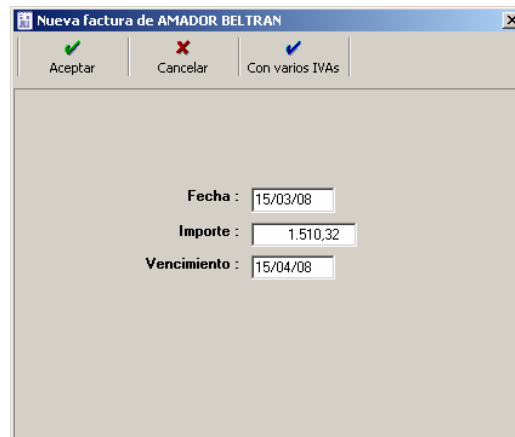 Nueva factura de AMADOR BELTRAN
Aceptar Cancelar Con varios IVAs
Fecha : 15/03/08
Importe : 1.510,32
Vencimiento : 15/04/08